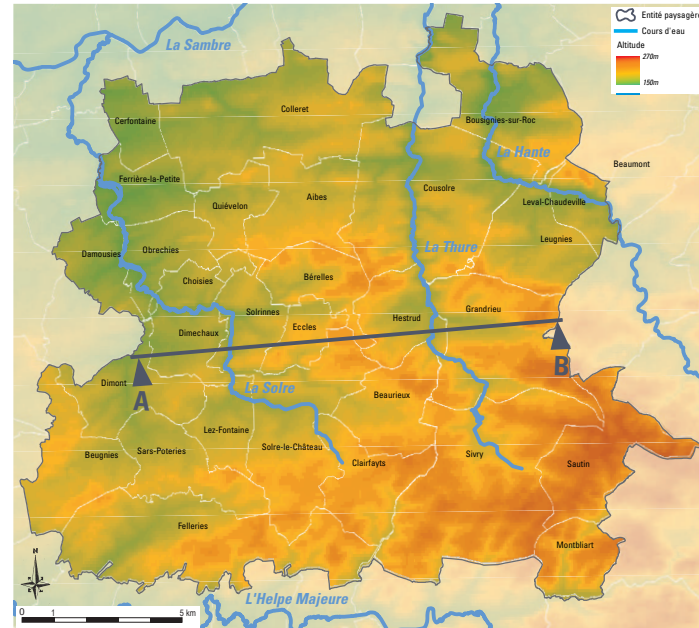 Entité paysagère
Cours d'eau
Altitude
270m
150m
La Sambre
Colleret
Cerfontaine
Bousignies-sur-Roc
La Hante
Beaumont
Ferrière-la-Petite
Cousolre
Aibes
Quiévelon
Leval-Chaudeville
Leugnies
La Thure
Damousies
Obrechies
Choisies
Bérelles
Solrinnes
Grandrieu
Hestrud
Eccles
Dimechaux
B
Dimont
A
La Solre
Beaurieux
Lez-Fontaine
Beugnies
Sars-Poteries
Solre-le-Château
Clairfayts
Sivry
Sautin
Felleries
Montbliart
N
L'Helpe Majeure
0 1 5 km